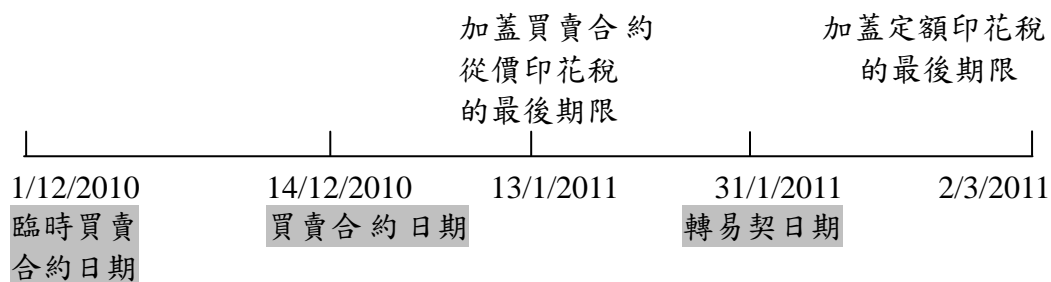 加蓋買賣合約 加蓋定額印花稅
從價印花稅 的最後期限
的最後期限
1/12/2010 14/12/2010 13/1/2011 31/1/2011 2/3/2011
臨時買賣 買賣合約日期 轉易契日期
合約日期